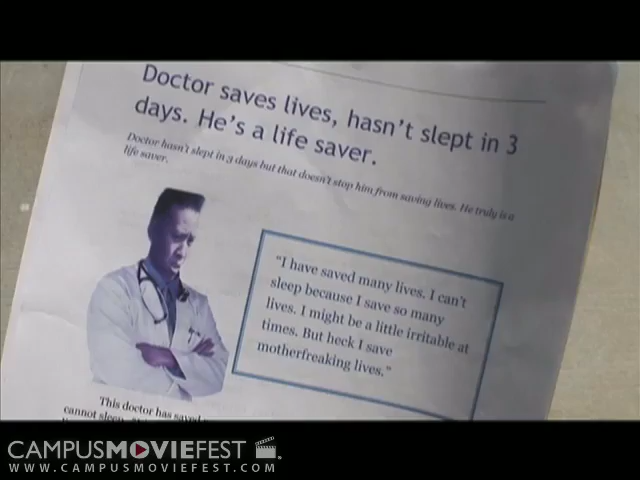 Doctor saves lives, hasn't slept in 3
days. He's a life saver.
Doctor hasn't slept in 3 days but that doesn't stop him from saving lives. He truly is a
life saver.
"I have saved many lives. I can't
sleep because I save so many
lives. I might be a little irritable at
times. But heck I save
motherfreaking lives."
This doctor has saved
cannot sleep.
CAMPUSMOVIEFEST
WWW.CAMPUSMOVIEFEST.COM